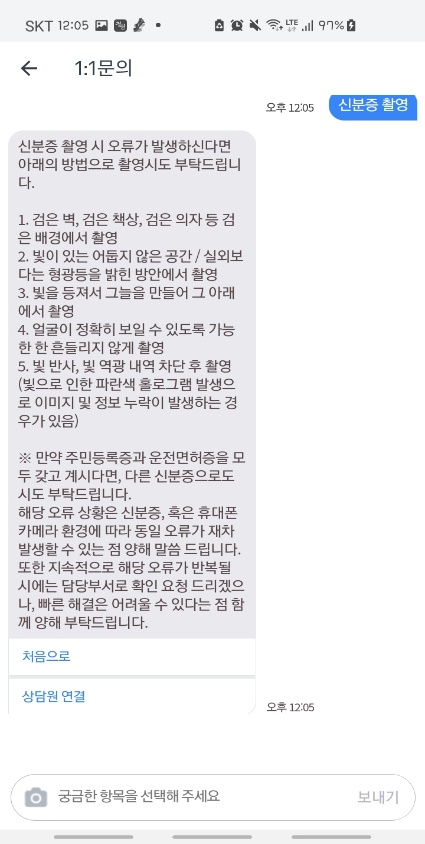 SKT 12:05
LTE
97%
1:1문의
오후 12:05
신분증 촬영
신분증 촬영 시 오류가 발생하신다면
아래의 방법으로 촬영시도 부탁드립니
다.
1. 검은 벽, 검은 책상, 검은 의자 등 검
은 배경에서 촬영
2. 빛이 있는 어둡지 않은 공간 / 실외보
다는 형광등을 밝힌 방안에서 촬영
3. 빛을 등져서 그늘을 만들어 그 아래
에서 촬영
4. 얼굴이 정확히 보일 수 있도록 가능
한 한 흔들리지 않게 촬영
5. 빛 반사, 빛 역광 내역 차단 후 촬영
(빛으로 인한 파란색 홀로그램 발생으
로 이미지 및 정보 누락이 발생하는 경
우가 있음)
※ 만약 주민등록증과 운전면허증을 모
두 갖고 계시다면, 다른 신분증으로도
시도 부탁드립니다.
해당 오류 상황은 신분증, 혹은 휴대폰
카메라 환경에 따라 동일 오류가 재차
발생할 수 있는 점 양해 말씀 드립니다.
또한 지속적으로 해당 오류가 반복될
시에는 담당부서로 확인 요청 드리겠으
나, 빠른 해결은 어려울 수 있다는 점 함
께 양해 부탁드립니다.
처음으로
상담원 연결
오후 12:05
궁금한 항목을 선택해 주세요
보내기